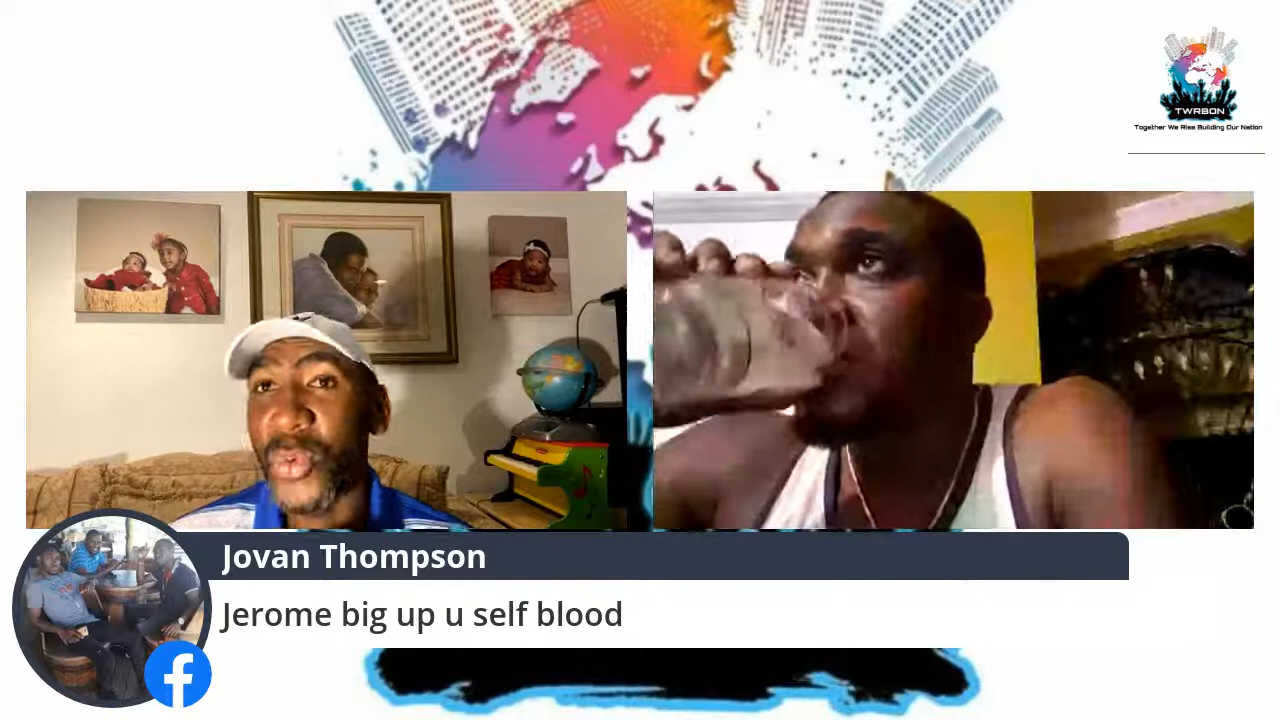 TWRBON
Together We Rise Building Our Nation
Jovan Thompson
Jerome big up u self blood